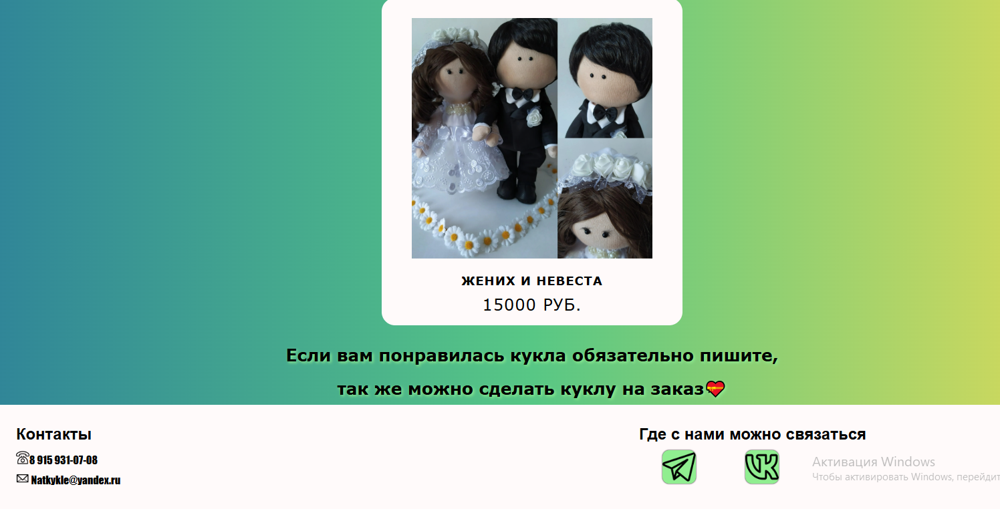 ЖЕНИХ И НЕВЕСТА
15000 РУБ.
Если вам понравилась кукла обязательно пишите,
так же можно сделать куклу на заказ
Контакты
8 915 931-07-08
Natkykle@yandex.ru
Где с нами можно связаться
Активация Windows
Чтобы активировать Windows, перейдит